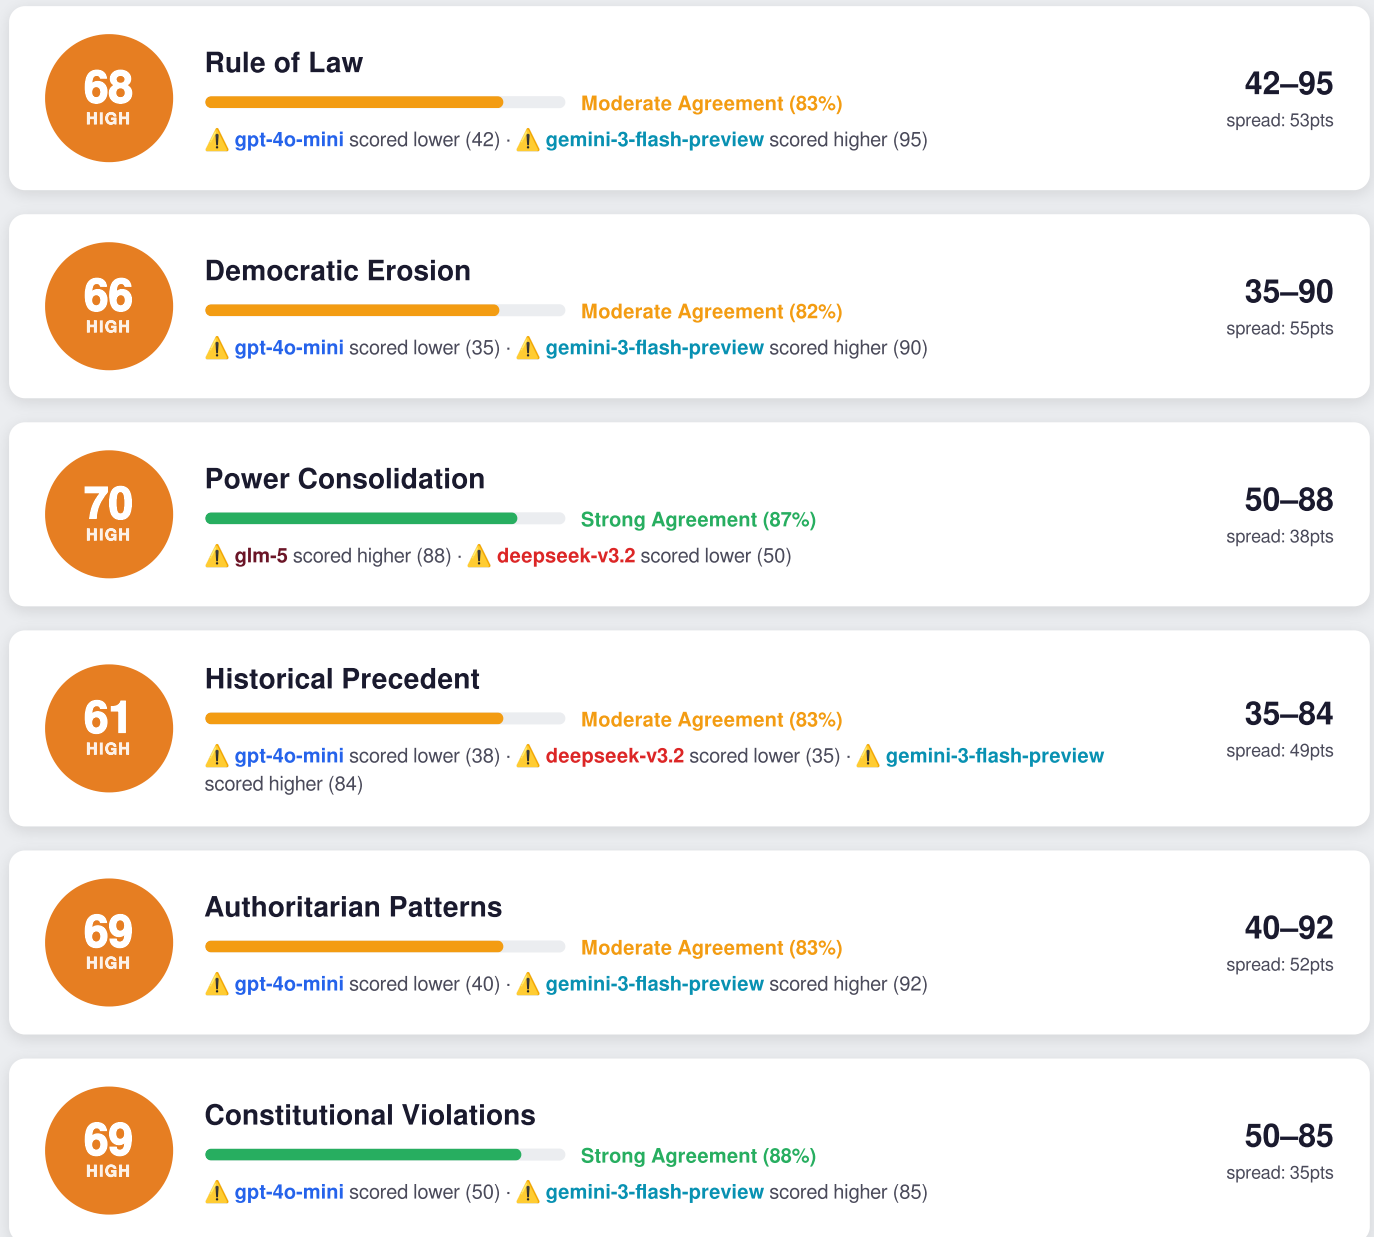 68
HIGH
Rule of Law
Moderate Agreement (83%)
⚠️ gpt-4o-mini scored lower (42) · ⚠️ gemini-3-flash-preview scored higher (95)
42–95
spread: 53pts
66
HIGH
Democratic Erosion
Moderate Agreement (82%)
⚠️ gpt-4o-mini scored lower (35) · ⚠️ gemini-3-flash-preview scored higher (90)
35–90
spread: 55pts
70
HIGH
Power Consolidation
Strong Agreement (87%)
⚠️ glm-5 scored higher (88) · ⚠️ deepseek-v3.2 scored lower (50)
50–88
spread: 38pts
61
HIGH
Historical Precedent
Moderate Agreement (83%)
⚠️ gpt-4o-mini scored lower (38) · ⚠️ deepseek-v3.2 scored lower (35) · ⚠️ gemini-3-flash-preview
scored higher (84)
35–84
spread: 49pts
69
HIGH
Authoritarian Patterns
Moderate Agreement (83%)
⚠️ gpt-4o-mini scored lower (40) · ⚠️ gemini-3-flash-preview scored higher (92)
40–92
spread: 52pts
69
HIGH
Constitutional Violations
Strong Agreement (88%)
⚠️ gpt-4o-mini scored lower (50) · ⚠️ gemini-3-flash-preview scored higher (85)
50–85
spread: 35pts